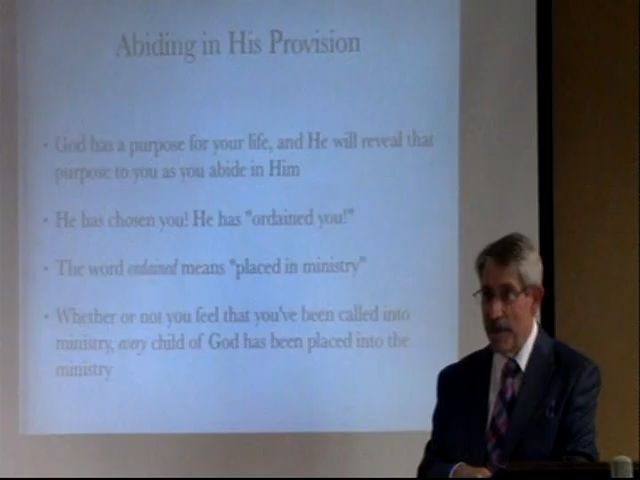 Abiding in His Provision
• God has a purpose for your life, and He will reveal that
purpose to you as you abide in Him
• He has chosen you! He has "ordained you!"
• The word ordained means "placed in ministry"
• Whether or not you feel that you've been called into
ministry, every child of God has been placed into the
ministry